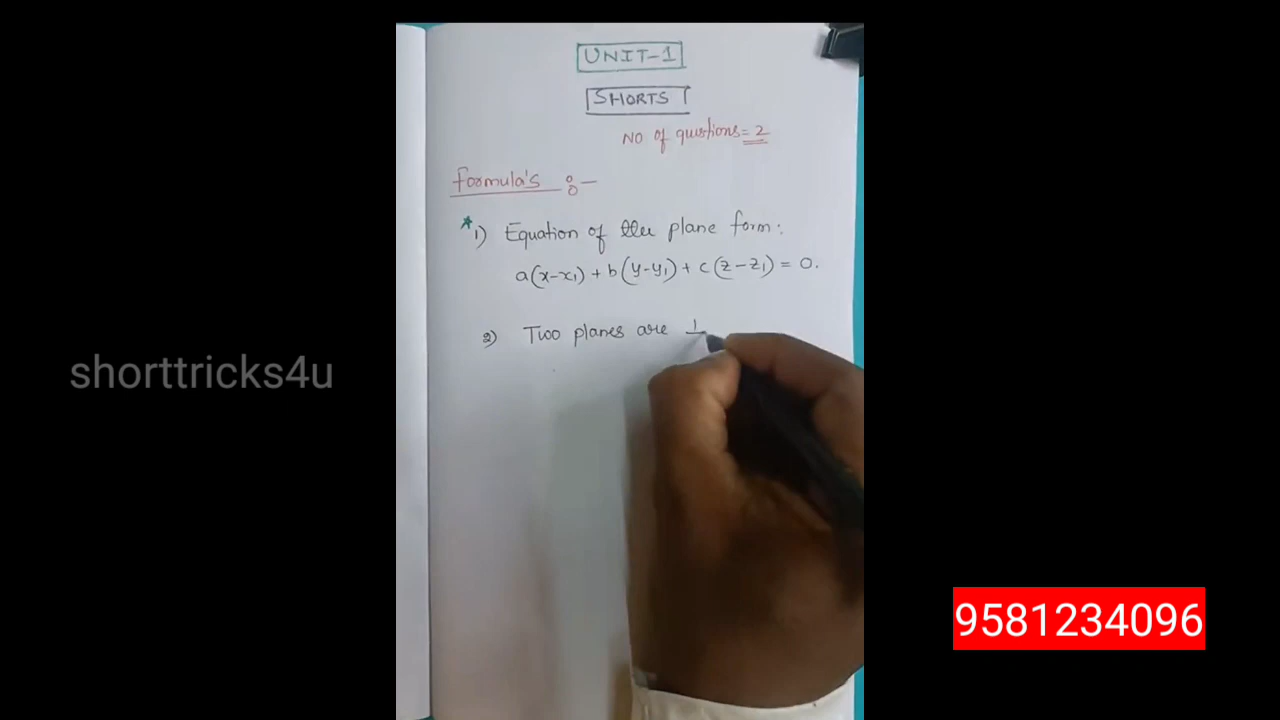 UNIT-1
SHORTS
NO of qustions = 2
Formula's :-
*1) Equation of the plane form:
a(x-x₁) + b(y-y₁) + c(z-z₁) = 0.
2) Two planes are ⊥
shorttricks4u
9581234096